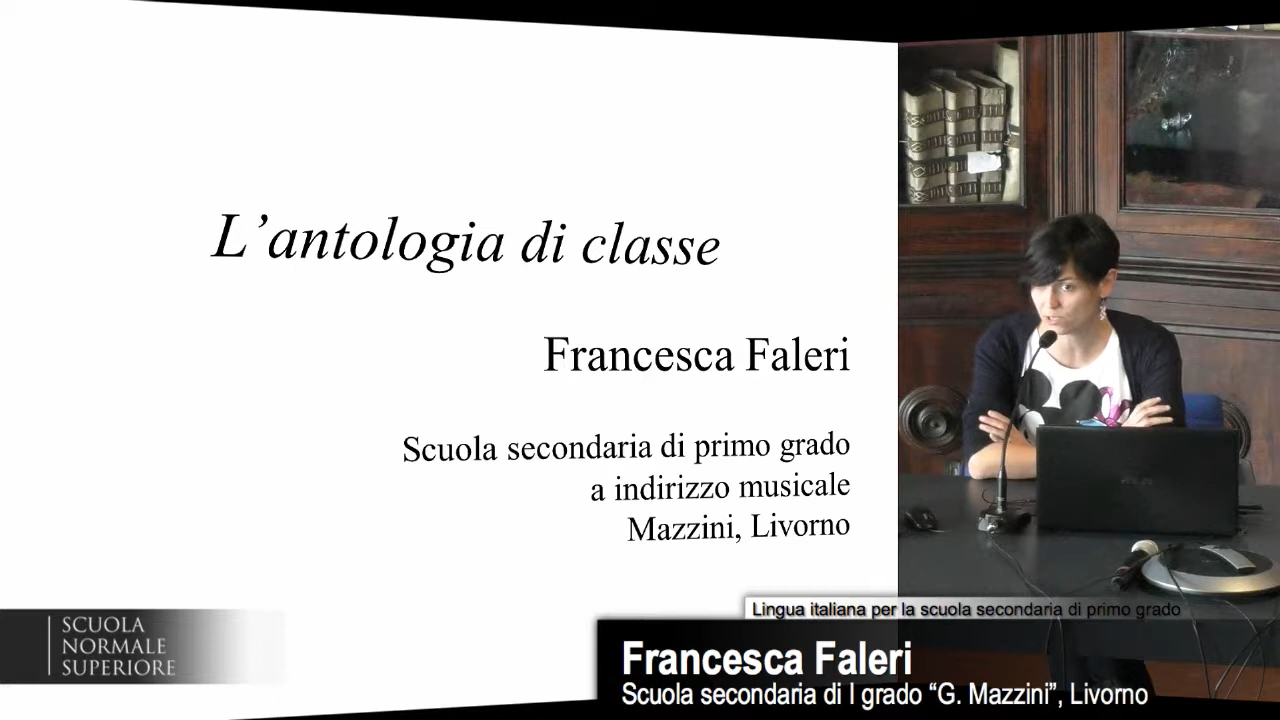 L’antologia di classe
Francesca Faleri
Scuola secondaria di primo grado
a indirizzo musicale
Mazzini, Livorno
SCUOLA
NORMALE
SUPERIORE
Lingua italiana per la scuola secondaria di primo grado
Francesca Faleri
Scuola secondaria di I grado “G. Mazzini”, Livorno